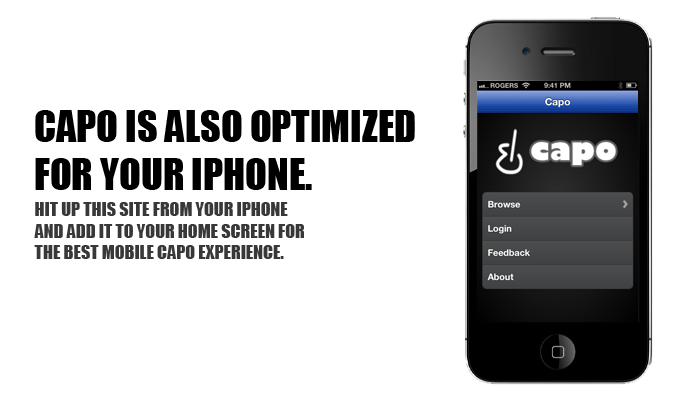 CAPO IS ALSO OPTIMIZED
FOR YOUR IPHONE.
HIT UP THIS SITE FROM YOUR IPHONE
AND ADD IT TO YOUR HOME SCREEN FOR
THE BEST MOBILE CAPO EXPERIENCE.
ROGERS 9:41 PM
Capo
capo
Browse
Login
Feedback
About